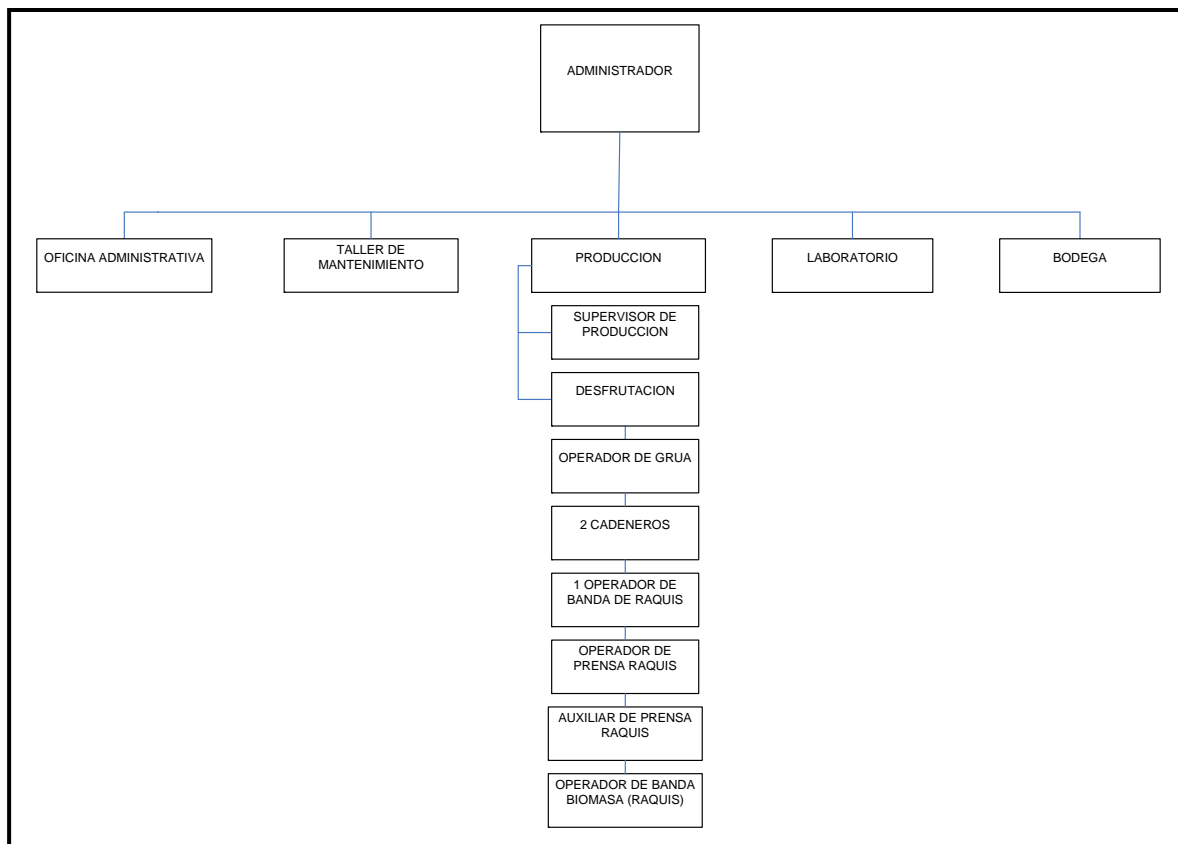 ADMINISTRADOR
OFICINA ADMINISTRATIVA
TALLER DE
MANTENIMIENTO
PRODUCCION
LABORATORIO
BODEGA
SUPERVISOR DE
PRODUCCION
DESFRUTACION
OPERADOR DE GRUA
2 CADENEROS
1 OPERADOR DE
BANDA DE RAQUIS
OPERADOR DE
PRENSA RAQUIS
AUXILIAR DE PRENSA
RAQUIS
OPERADOR DE BANDA
BIOMASA (RAQUIS)